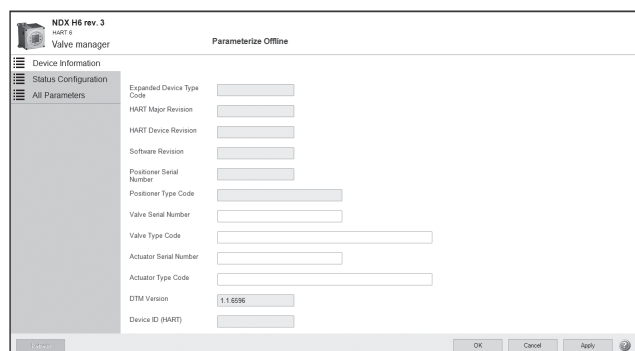 NDX H6 rev. 3
HART 6
Valve manager
Parameterize Offline
Device Information
Status Configuration
All Parameters
Expanded Device Type
Code
HART Major Revision
HART Device Revision
Software Revision
Positioner Serial
Number
Positioner Type Code
Valve Serial Number
Valve Type Code
Actuator Serial Number
Actuator Type Code
DTM Version
1.1.6596
Device ID (HART)
OK
Cancel
Apply
?